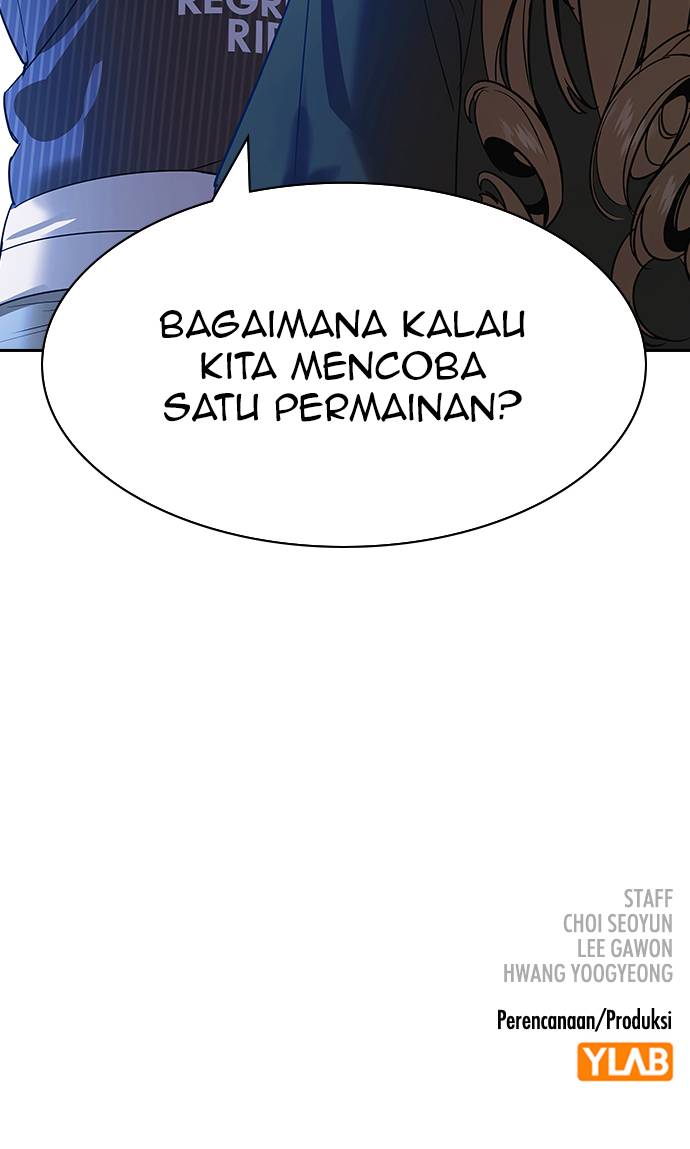 BAGAIMANA KALAU
KITA MENCOBA
SATU PERMAINAN?
STAFF
CHOI SEOYUN
LEE GAWON
HWANG YOOGYEONG
Perencanaan/Produksi
YLAB